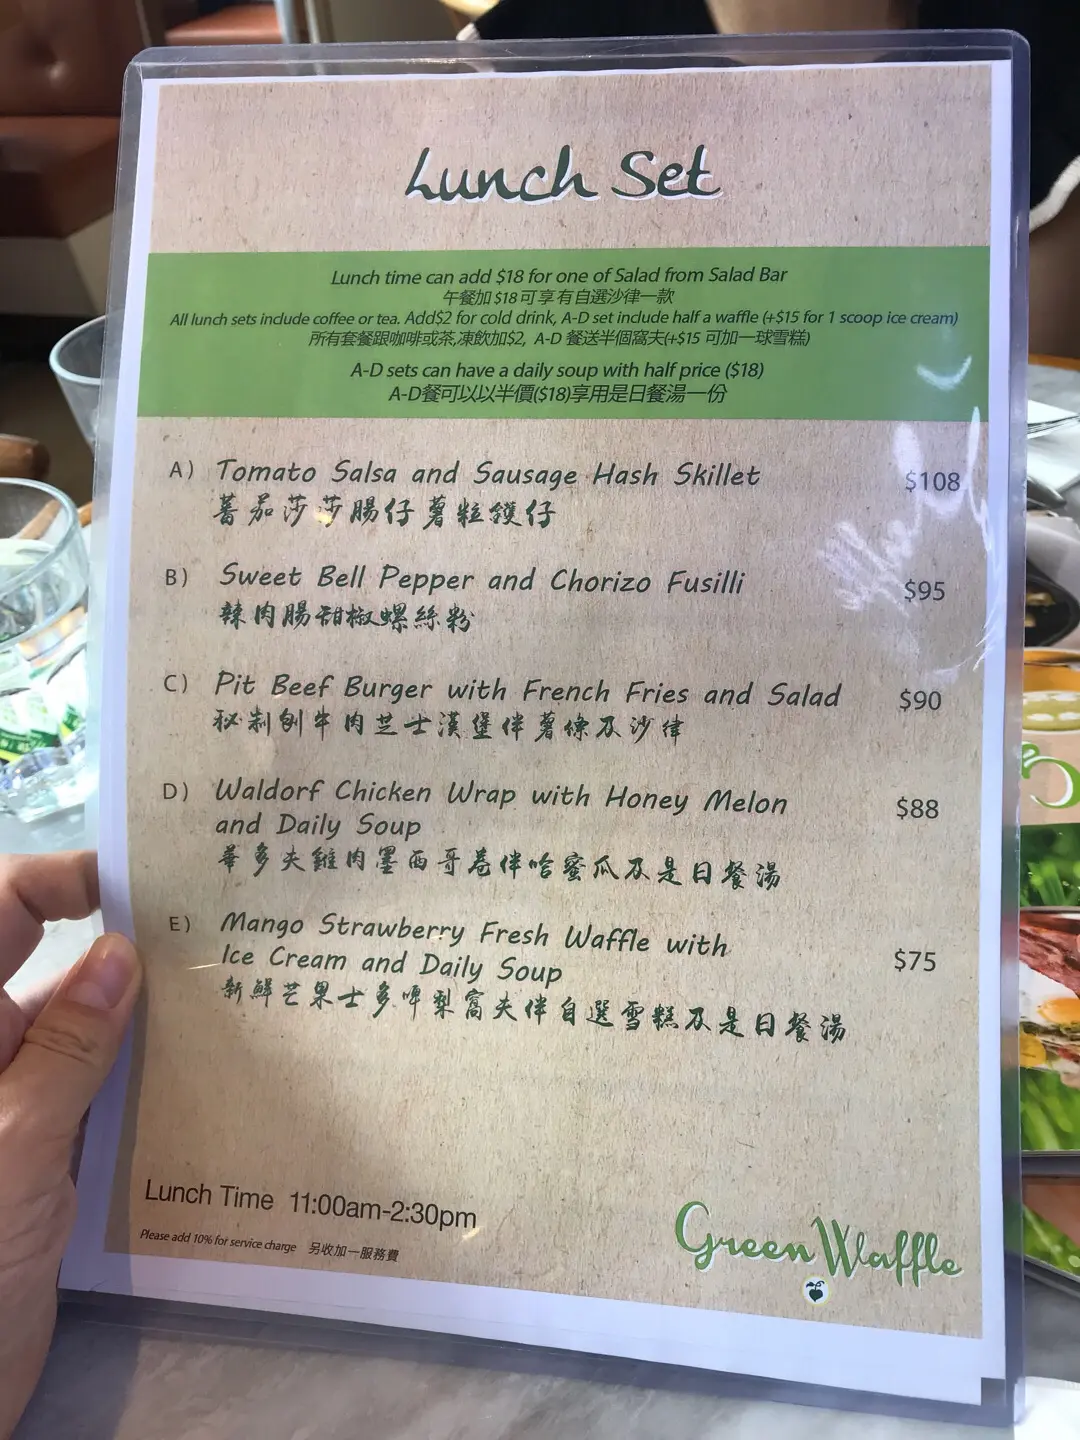 Lunch Set
Lunch time can add $18 for one of Salad from Salad Bar
午餐加 $18 可享有自選沙律一款
All lunch sets include coffee or tea. Add$2 for cold drink, A-D set include half a waffle (+$15 for 1 scoop ice cream)
所有套餐跟咖啡或茶,凍飲加$2, A-D 餐送半個窩夫(+$15 可加一球雪糕)
A-D sets can have a daily soup with half price ($18)
A-D餐可以以半價($18)享用是日餐湯一份
A) Tomato Salsa and Sausage Hash Skillet $108
蕃茄莎莎腸仔薯粒鑊仔
B) Sweet Bell Pepper and Chorizo Fusilli $95
辣肉腸甜椒螺絲粉
C) Pit Beef Burger with French Fries and Salad $90
秘制刨牛肉芝士漢堡伴薯條及沙律
D) Waldorf Chicken Wrap with Honey Melon $88
and Daily Soup
華多夫雞肉墨西哥卷伴哈蜜瓜及是日餐湯
E) Mango Strawberry Fresh Waffle with
Ice Cream and Daily Soup $75
新鮮芒果士多啤梨窩夫伴自選雪糕及是日餐湯
Lunch Time 11:00am-2:30pm
Please add 10% for service charge 另收加一服務費
Green Waffle